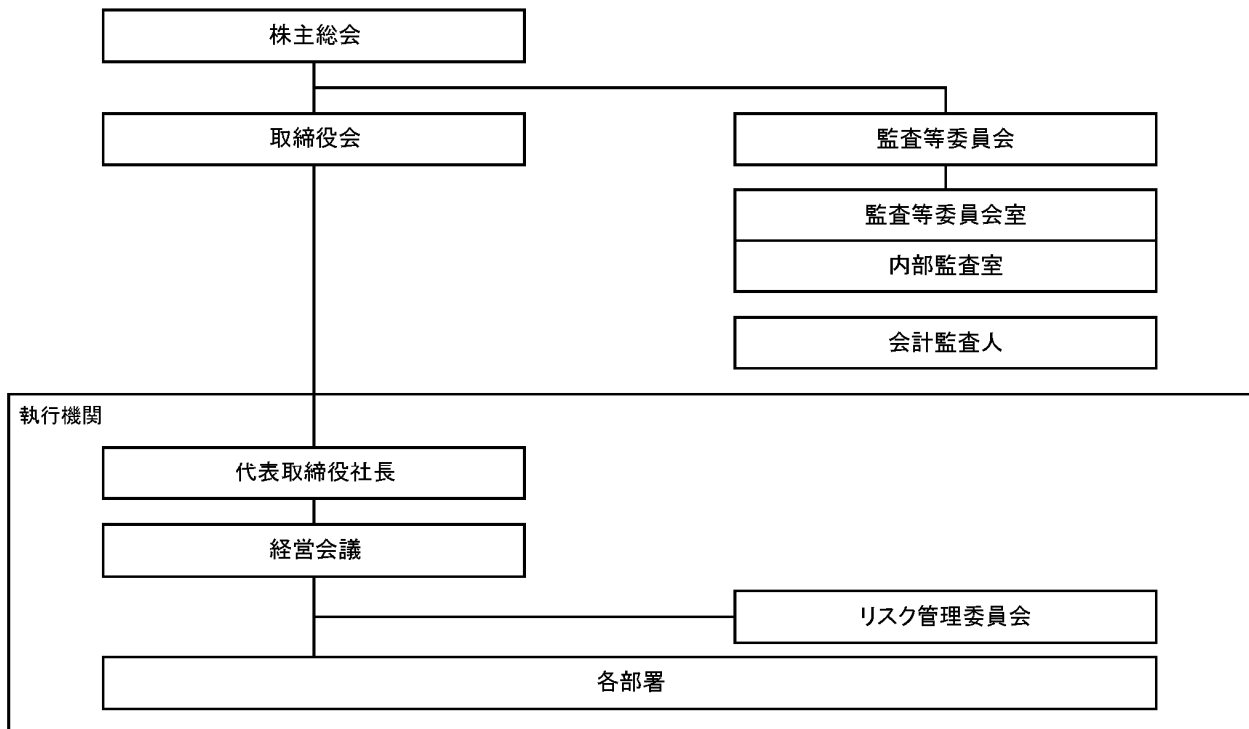 株主総会
取締役会
監査等委員会
監査等委員会室
内部監査室
会計監査人
執行機関
代表取締役社長
経営会議
リスク管理委員会
各部署